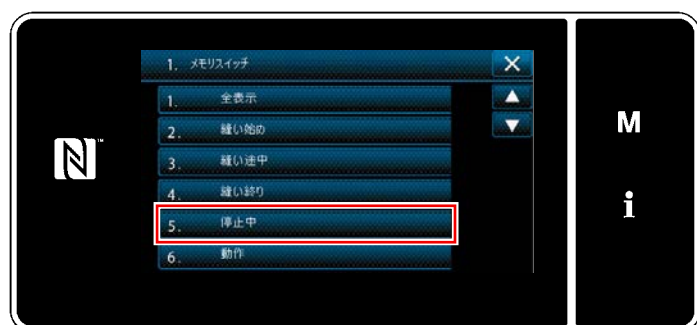 1. メモリスイッチ
1. 全表示
2. 縫い始め
3. 縫い途中
4. 縫い終り
5. 停止中
6. 動作
M
i